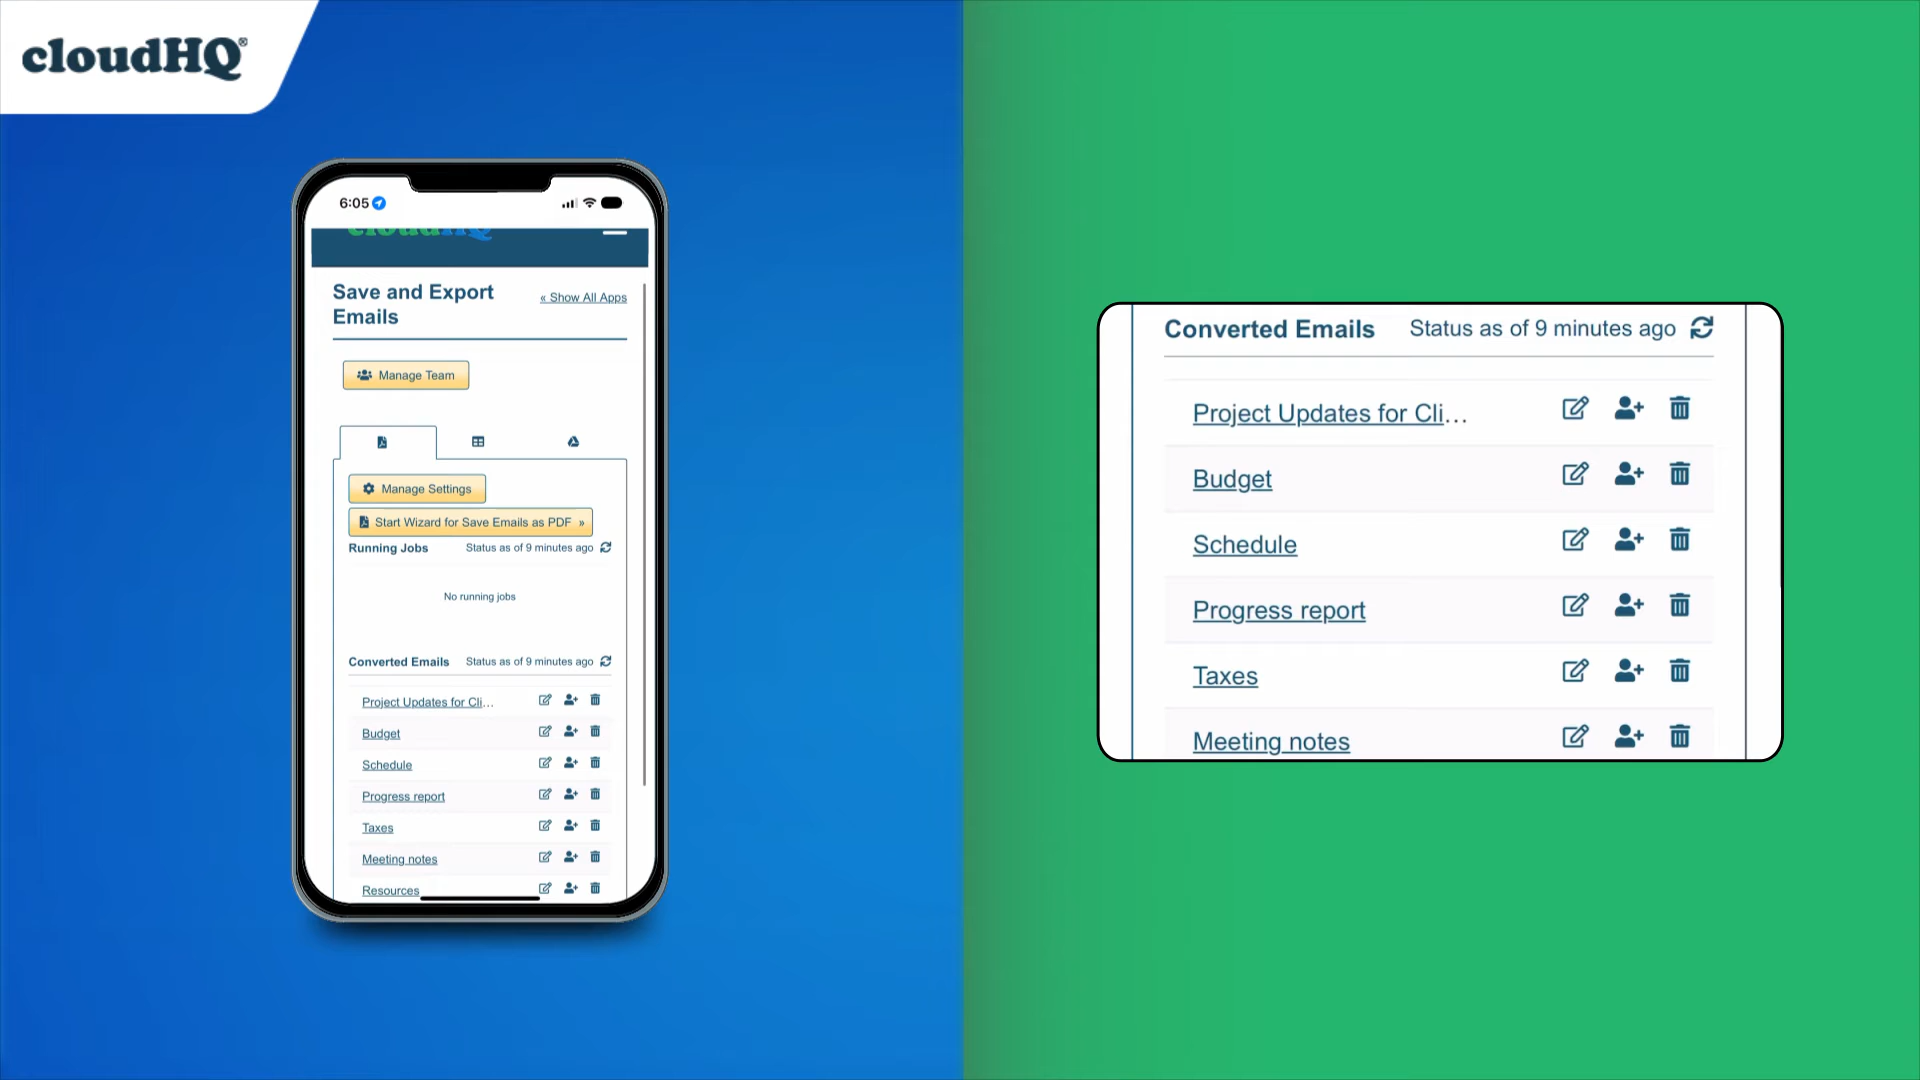 cloudHQ®
6:05
cloudHQ
Save and Export
Emails
« Show All Apps
Manage Team
Manage Settings
Start Wizard for Save Emails as PDF »
Running Jobs Status as of 9 minutes ago
No running jobs
Converted Emails Status as of 9 minutes ago
Project Updates for Cli...
Budget
Schedule
Progress report
Taxes
Meeting notes
Resources
Converted Emails Status as of 9 minutes ago
Project Updates for Cli...
Budget
Schedule
Progress report
Taxes
Meeting notes